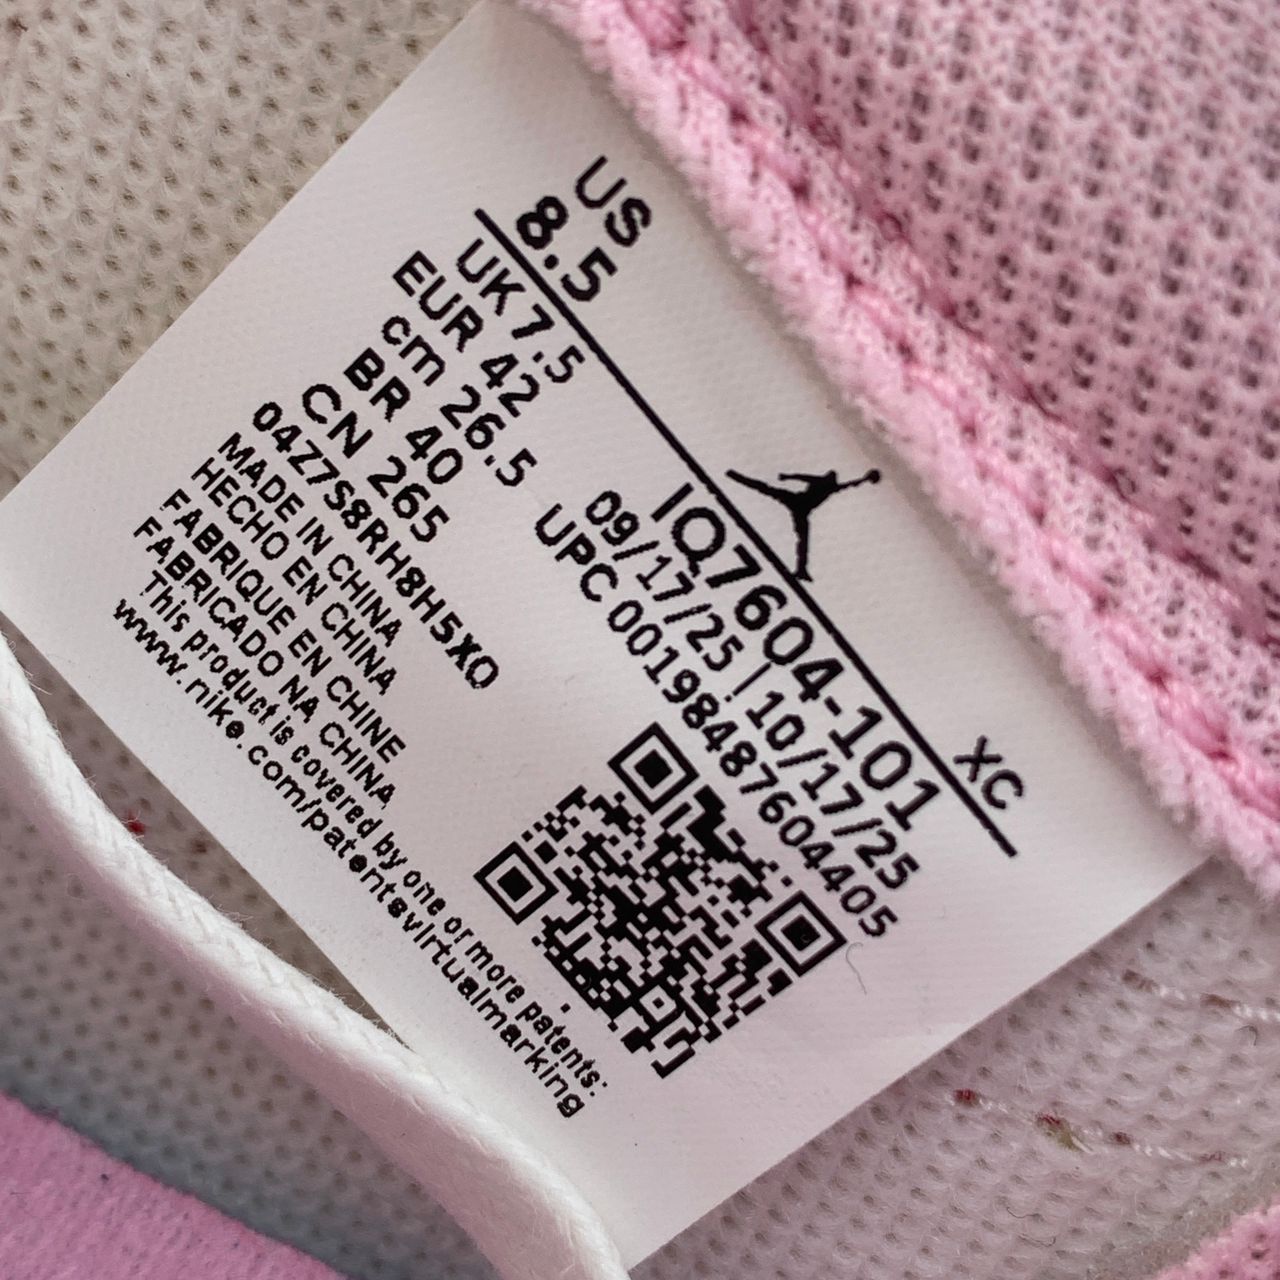 US
8.5
UK 7.5
EUR 42
cm 26.5
BR 40
CN 265
04Z7S8RH8H5XO
MADE IN CHINA
HECHO EN CHINA
FABRIQUE EN CHINE
FABRICADO NA CHINA
This product is covered by one or more patents:
www.nike.com/patentsvirtualmarking
XC
IQ7604-101
09/17/25 | 10/17/25
UPC 00198487604405